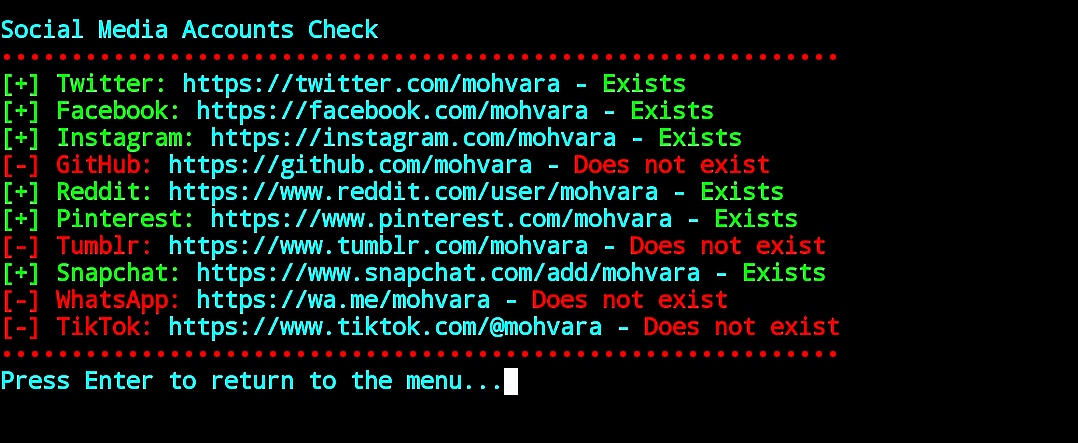 Social Media Accounts Check
••••••••••••••••••••••••••••••••••••••••••••••••••••••••••••
[+] Twitter: https://twitter.com/mohvara - Exists
[+] Facebook: https://facebook.com/mohvara - Exists
[+] Instagram: https://instagram.com/mohvara - Exists
[-] GitHub: https://github.com/mohvara - Does not exist
[+] Reddit: https://www.reddit.com/user/mohvara - Exists
[+] Pinterest: https://www.pinterest.com/mohvara - Exists
[-] Tumblr: https://www.tumblr.com/mohvara - Does not exist
[+] Snapchat: https://www.snapchat.com/add/mohvara - Exists
[-] WhatsApp: https://wa.me/mohvara - Does not exist
[-] TikTok: https://www.tiktok.com/@mohvara - Does not exist
••••••••••••••••••••••••••••••••••••••••••••••••••••••••••••
Press Enter to return to the menu...